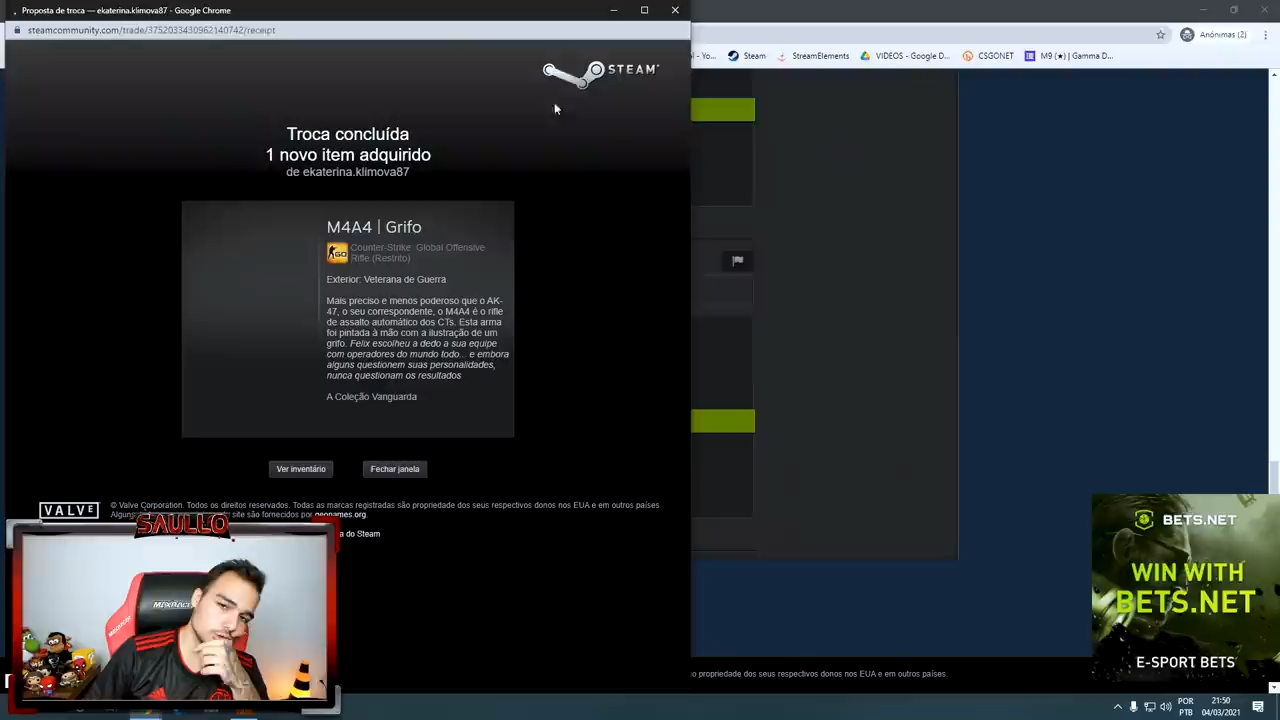 Proposta de troca — ekaterina.klimova87 - Google Chrome
steamcommunity.com/trade/3752033430962140742/receipt
Anónimas (2)
Steam
StreamElements
VIDEOS - Google D...
CSGONET
M9 (★) | Gamma D...
STEAM
Troca concluída
1 novo item adquirido
de ekaterina.klimova87
M4A4 | Grifo
Counter-Strike: Global Offensive
Rifle (Restrito)
Exterior: Veterana de Guerra
Mais preciso e menos poderoso que o AK-
47, o seu correspondente, o M4A4 é o rifle
de assalto automático dos CTs. Esta arma
foi pintada à mão com a ilustração de um
grifo. Felix escolheu a dedo a sua equipe
com operadores do mundo todo... e embora
alguns questionem suas personalidades,
nunca questionam os resultados
A Coleção Vanguarda
Ver inventário
Fechar janela
VALVE
© Valve Corporation. Todos os direitos reservados. Todas as marcas registradas são propriedade dos seus respectivos donos nos EUA e em outros países
site são fornecidos por geonames.org.
do Steam
SAULLO
MAXRACER
BETS.NET
WIN WITH
BETS.NET
E-SPORT BETS
propriedade dos seus respectivos donos nos EUA e em outros países.
POR
PTB
21:50
04/03/2021